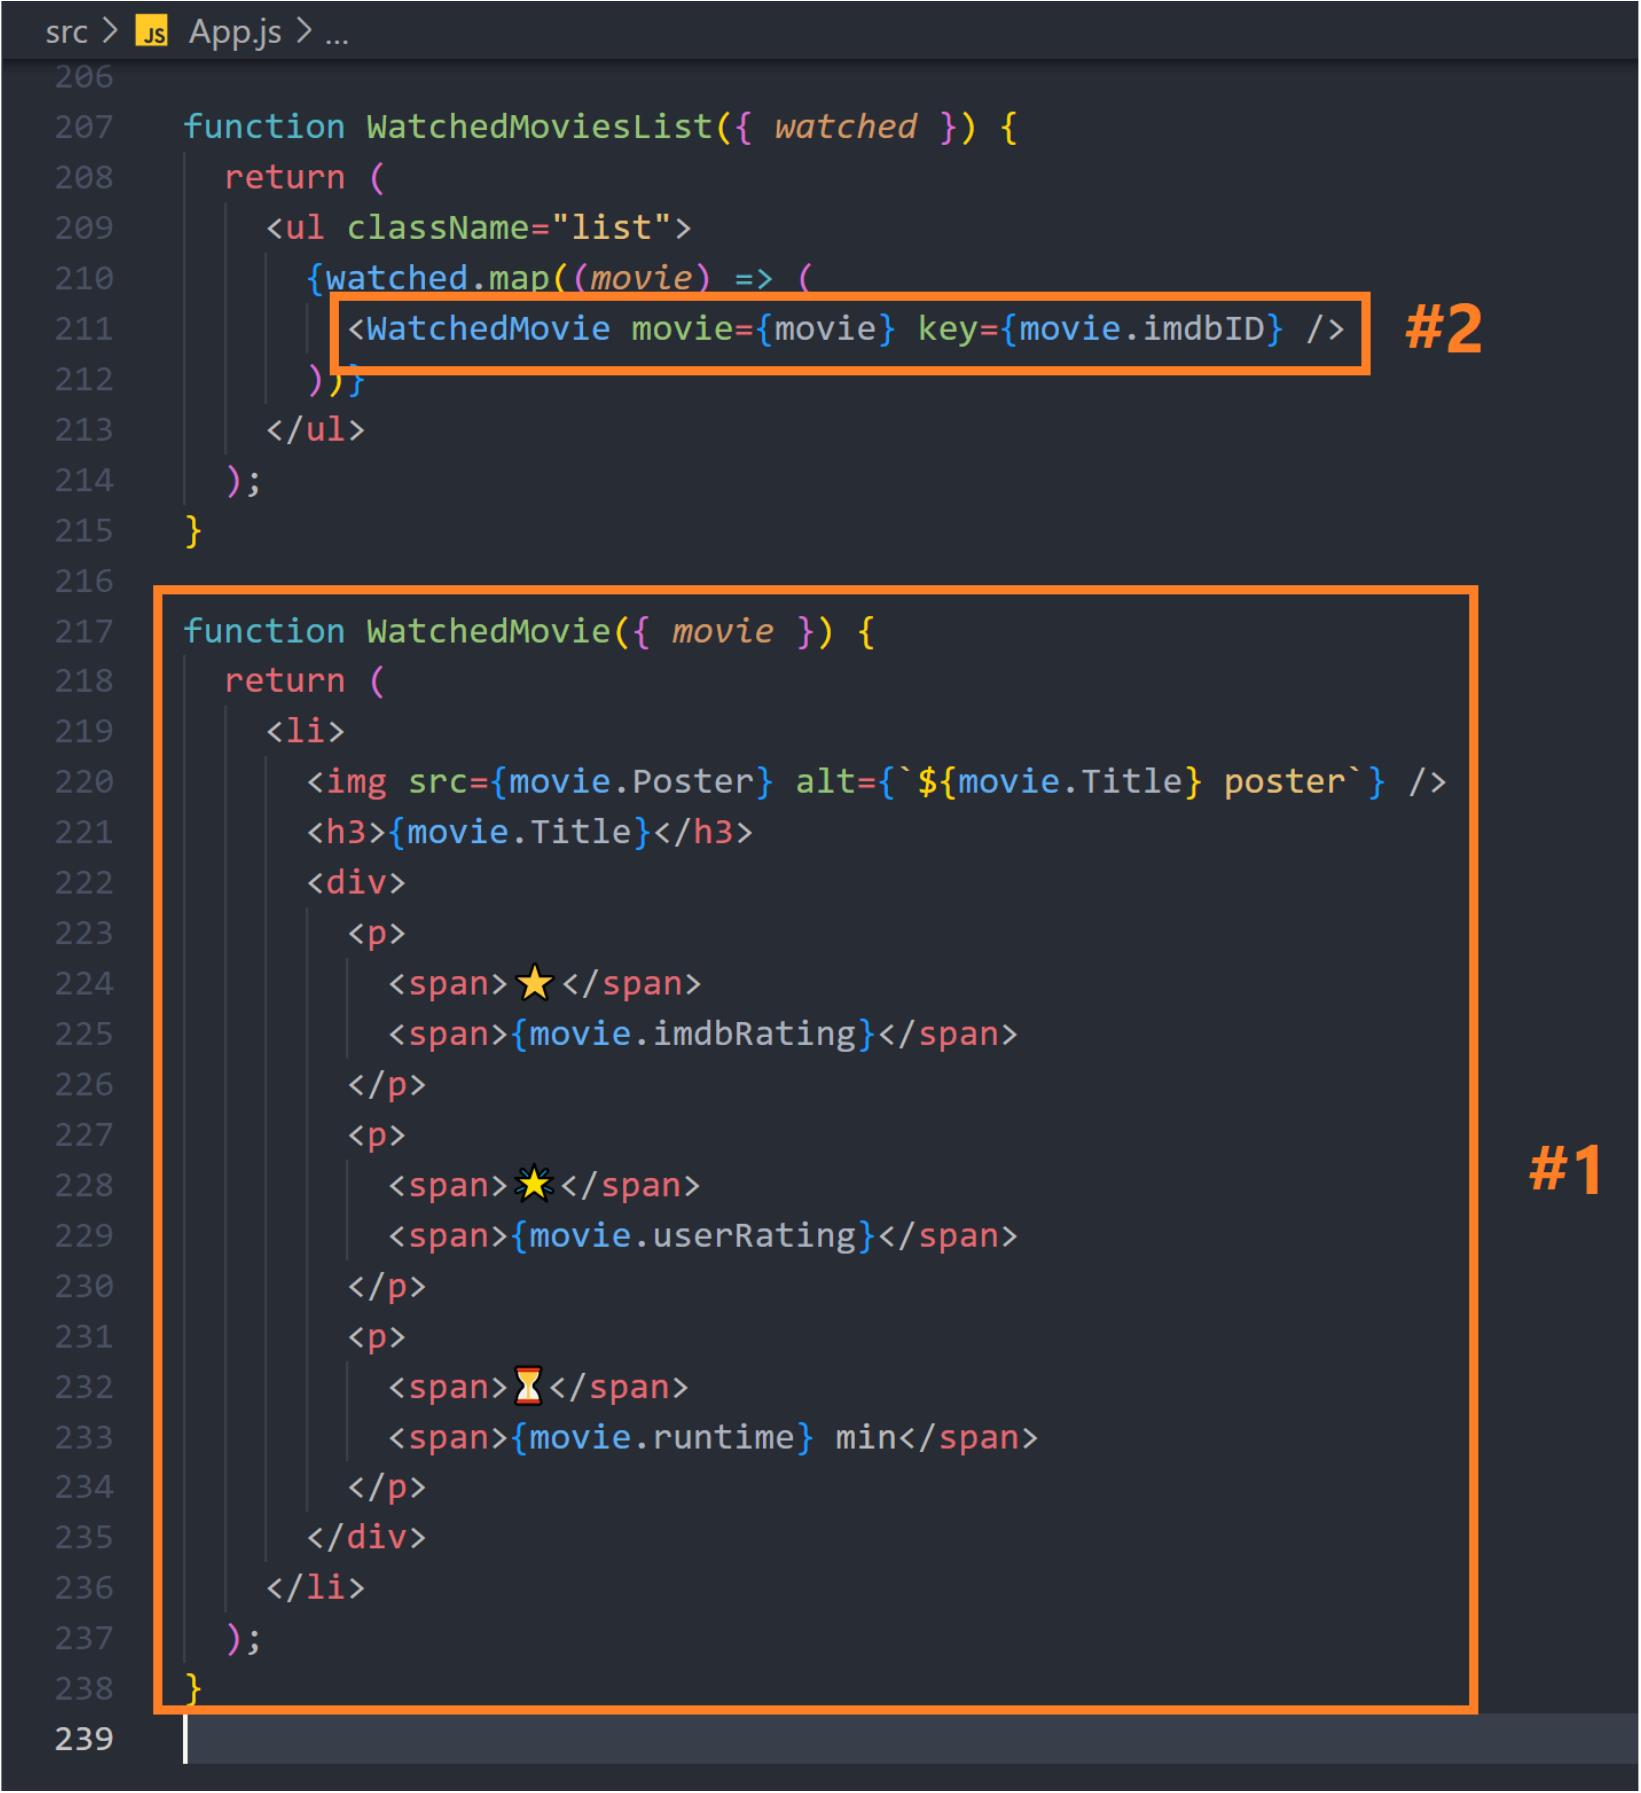 src > JS App.js > ...
206
207 function WatchedMoviesList({ watched }) {
208   return (
209     <ul className="list">
210       {watched.map((movie) => (
211         <WatchedMovie movie={movie} key={movie.imdbID} />
#2
212       ))}
213     </ul>
214   );
215 }
216
217 function WatchedMovie({ movie }) {
218   return (
219     <li>
220       <img src={movie.Poster} alt={`${movie.Title} poster`} />
221       <h3>{movie.Title}</h3>
222       <div>
223         <p>
224           <span>⭐</span>
225           <span>{movie.imdbRating}</span>
226         </p>
227         <p>
#1
228           <span>🌟</span>
229           <span>{movie.userRating}</span>
230         </p>
231         <p>
232           <span>⏳</span>
233           <span>{movie.runtime} min</span>
234         </p>
235       </div>
236     </li>
237   );
238 }
239